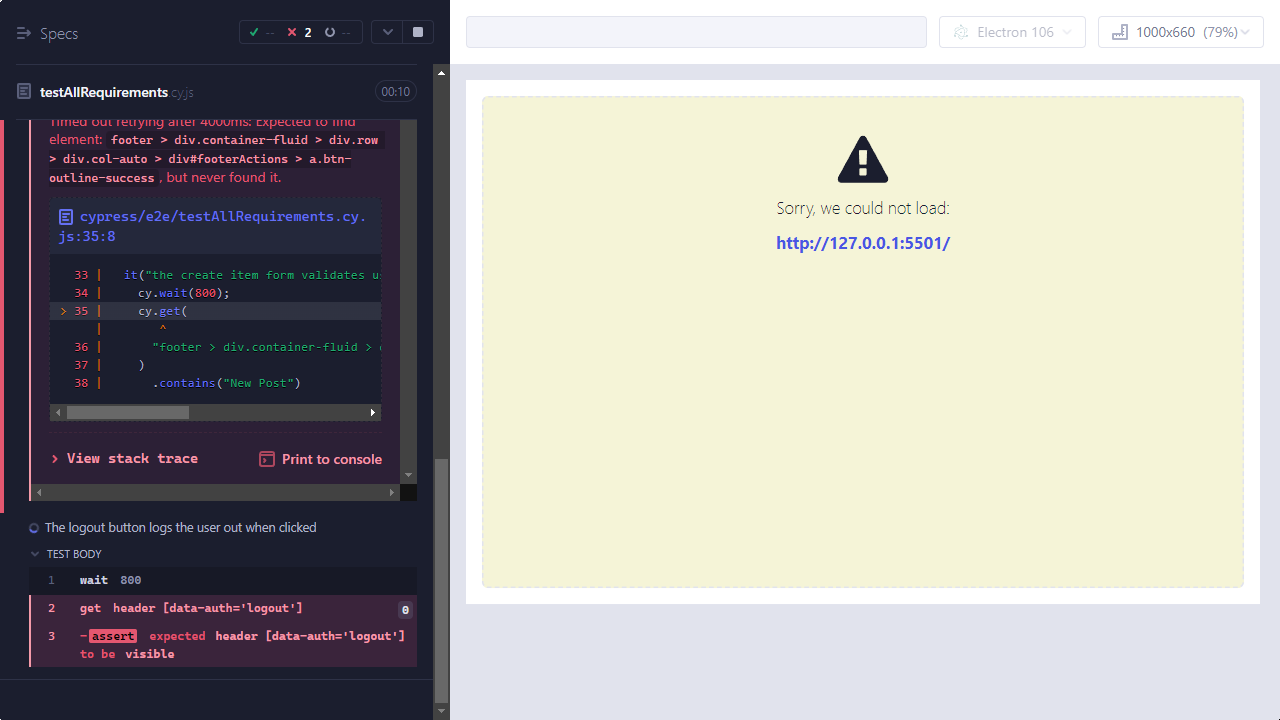 Specs
-- 2 --
testAllRequirements.cy.js 00:10
Timed out retrying after 4000ms: Expected to find
element: footer > div.container-fluid > div.row
> div.col-auto > div#footerActions > a.btn-
outline-success, but never found it.
cypress/e2e/testAllRequirements.cy.
js:35:8
33 | it("the create item form validates
34 | cy.wait(800);
> 35 | cy.get(
| ^
36 | "footer > div.container-fluid >
37 | )
38 | .contains("New Post")
> View stack trace Print to console
The logout button logs the user out when clicked
TEST BODY
1 wait 800
2 get header [data-auth='logout'] 0
3 -assert expected header [data-auth='logout']
to be visible
Electron 106
1000x660 (79%)
Sorry, we could not load:
http://127.0.0.1:5501/